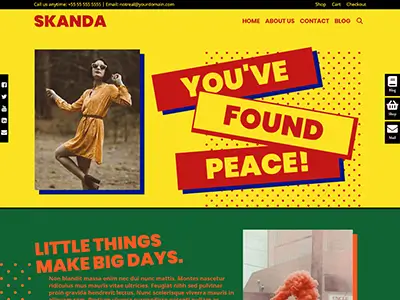 Call us anytime: +55 55 555 5555 | Email: notreal@yourdomain.com
Shop Cart Checkout
SKANDA
HOME ABOUT US CONTACT BLOG
YOU'VE
FOUND
PEACE!
Blog
Shop
Mail
LITTLE THINGS
MAKE BIG DAYS.
Non blandit massa enim nec dui nunc mattis. Montes nascetur
ridiculus mus mauris vitae ultricies. Feugiat nibh sed pulvinar
proin gravida hendrerit lectus. Nunc scelerisque viverra mauris in